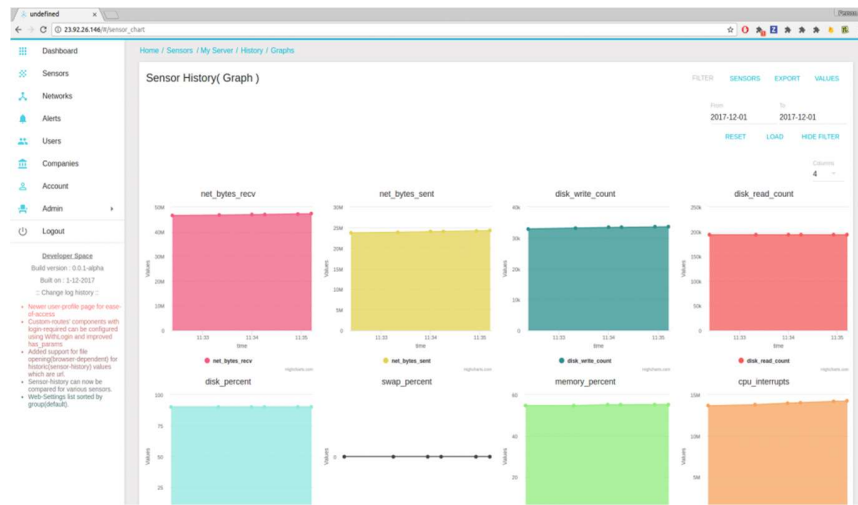 undefined
23.92.26.146/#/sensor_chart
Dashboard
Sensors
Networks
Alerts
Users
Companies
Account
Admin
Logout
Developer Space
Build version : 0.0.1-alpha
Built on : 1-12-2017
:: Change log history ::
Newer user-profile page for ease-
of-access
Custom-routes' components with
login-required can be configured
using WithLogin and improved
has_params
Added support for file
opening(browser-dependent) for
historic(sensor-history) values
which are url.
Sensor-history can now be
compared for various sensors.
Web-Settings list sorted by
group(default).
Home / Sensors / My Server / History / Graphs
Sensor History( Graph )
FILTER SENSORS EXPORT VALUES
From To
2017-12-01 2017-12-01
RESET LOAD HIDE FILTER
Columns
4
net_bytes_recv
50M
40M
30M
20M
10M
0
Values
11:33 11:34 11:35
time
net_bytes_recv
Highcharts.com
net_bytes_sent
30M
25M
20M
15M
10M
5M
0
Values
11:33 11:34 11:35
time
net_bytes_sent
Highcharts.com
disk_write_count
40k
30k
20k
10k
0
Values
11:33 11:34 11:35
time
disk_write_count
Highcharts.com
disk_read_count
250k
200k
150k
100k
50k
0
Values
11:33 11:34 11:35
time
disk_read_count
Highcharts.com
disk_percent
100
75
50
25
Values
swap_percent
0
Values
memory_percent
60
40
20
Values
cpu_interrupts
15M
10M
5M
Values